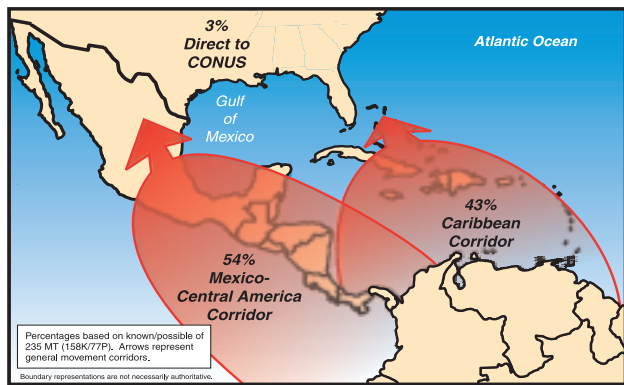 3%
Direct to
CONUS
Atlantic Ocean
Gulf
of
Mexico
43%
Caribbean
Corridor
54%
Mexico-
Central America
Corridor
Percentages based on known/possible of
235 MT (158K/77P).  Arrows represent
general movement corridors.
Boundary representations are not necessarily authoritative.